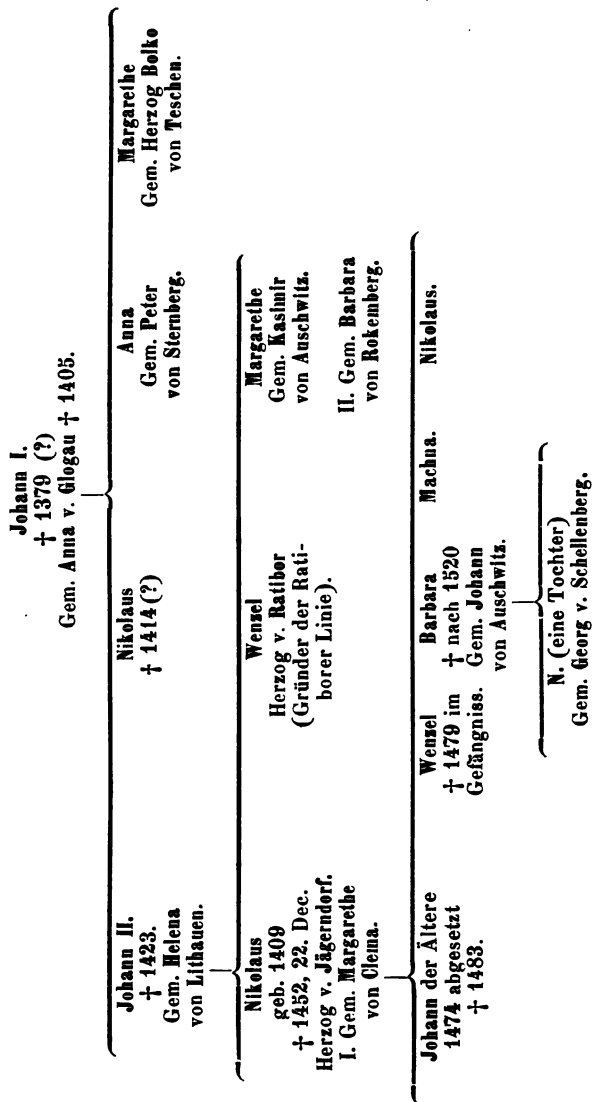 Johann I.
† 1379 (?)
Gem. Anna v. Glogau † 1405.
Johann II.
† 1423.
Gem. Helena
von Lithauen.
Nikolaus
† 1414(?)
Anna
Gem. Peter
von Sternberg.
Margarethe
Gem. Herzog Bolko
von Teschen.
Nikolaus
geb. 1409
† 1452, 22. Dec.
Herzog v. Jägerndorf.
I. Gem. Margarethe
von Clema.
Wenzel
Herzog v. Ratibor
(Gründer der Rati-
borer Linie).
Margarethe
Gem. Kasimir
von Auschwitz.
II. Gem. Barbara
von Rokemberg.
Johann der Ältere
1474 abgesetzt
† 1483.
Wenzel
† 1479 im
Gefängniss.
Barbara
† nach 1520
Gem. Johann
von Auschwitz.
Machna.
Nikolaus.
N. (eine Tochter)
Gem. Georg v. Schellenberg.